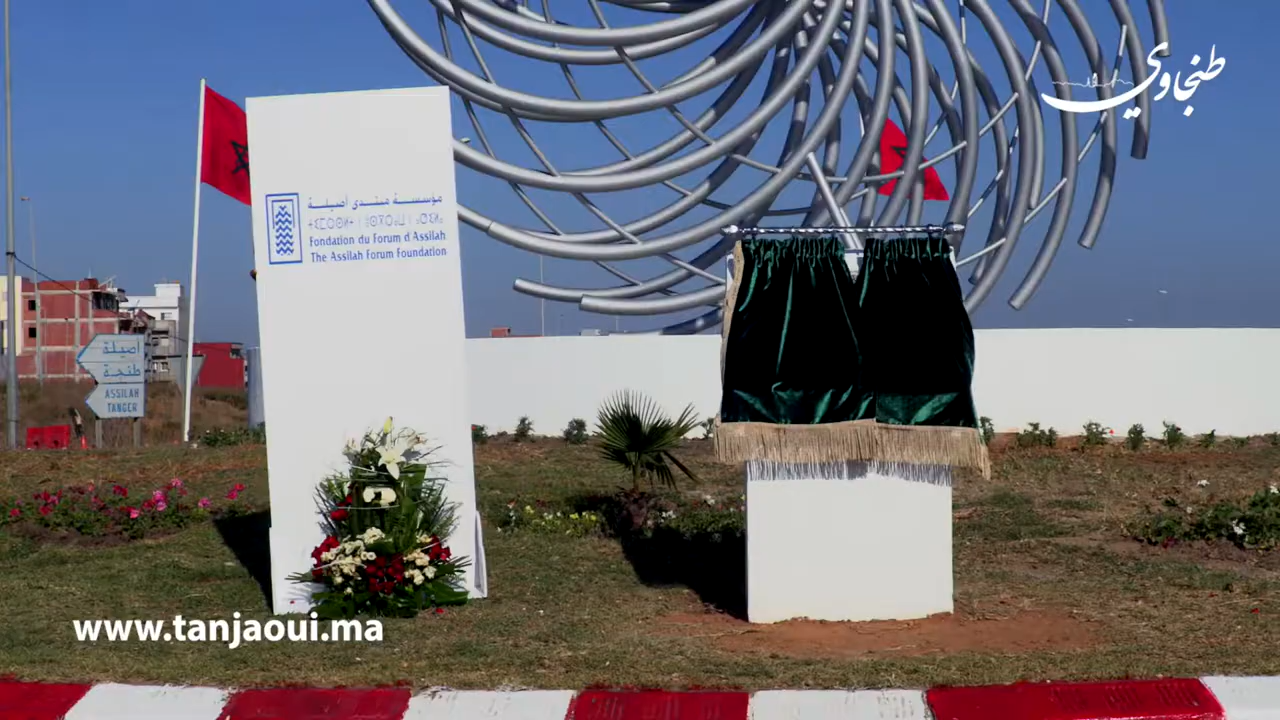 طنجاوي
مؤسسة منتدى أصيلة
Fondation du Forum d'Assilah
The Assilah Forum Foundation
أصيلة
طنجة
ASSILAH
TANGER
www.tanjaoui.ma